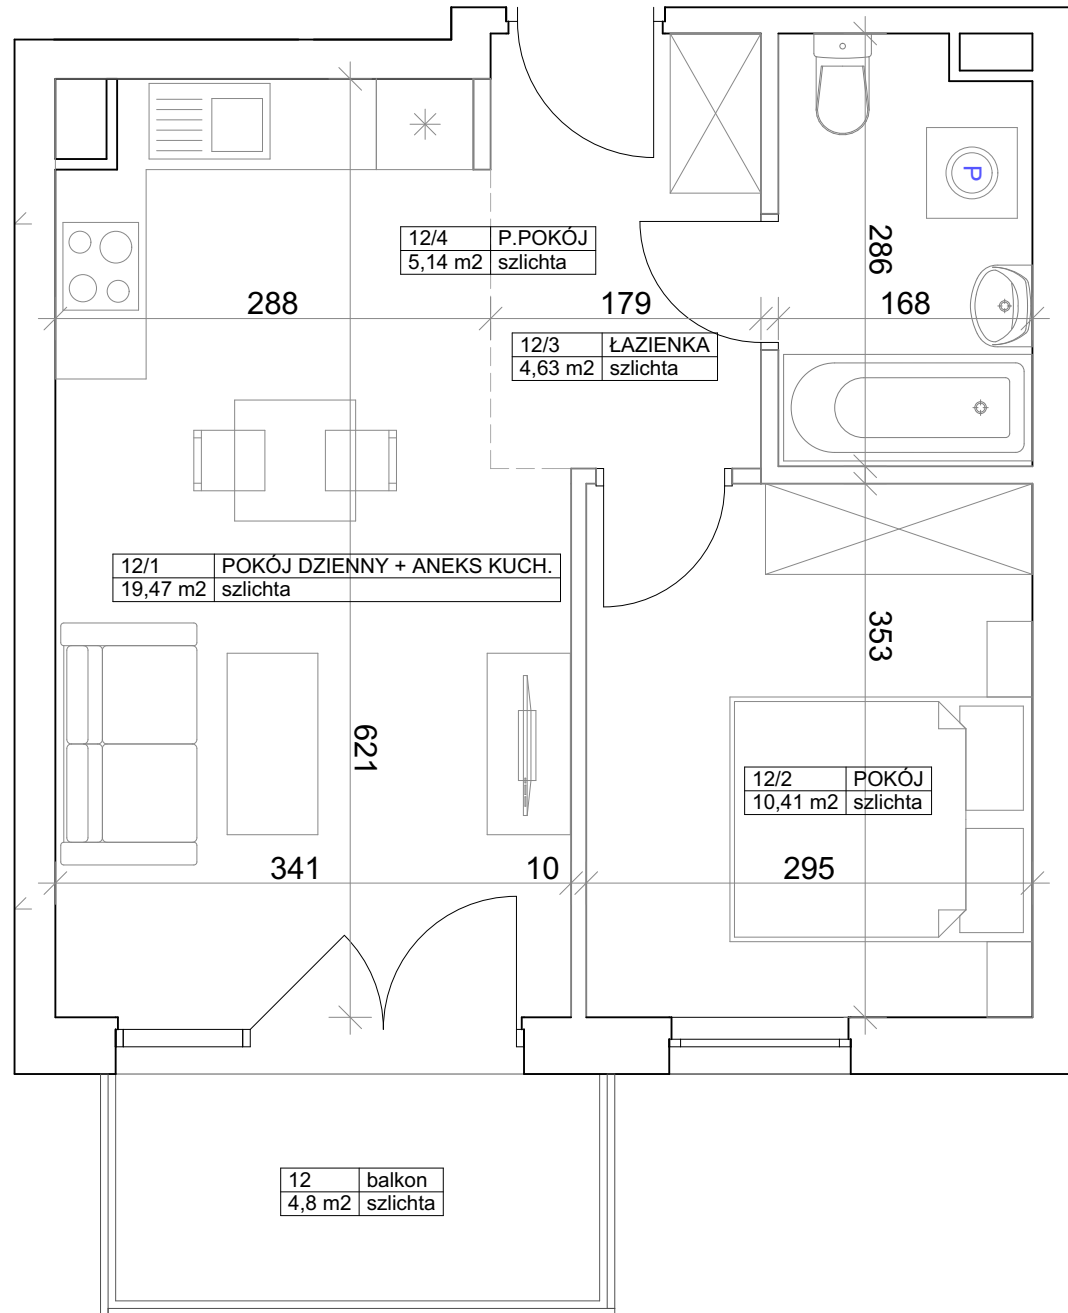 P
12/4 P.POKÓJ
5,14 m2 szlichta
286
288
179
168
12/3 ŁAZIENKA
4,63 m2 szlichta
12/1 POKÓJ DZIENNY + ANEKS KUCH.
19,47 m2 szlichta
353
621
12/2 POKÓJ
10,41 m2 szlichta
341
10
295
12 balkon
4,8 m2 szlichta